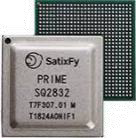 SatixFy
PRIME
SQ2832
T7F307.01 M
T1824A0NIF1